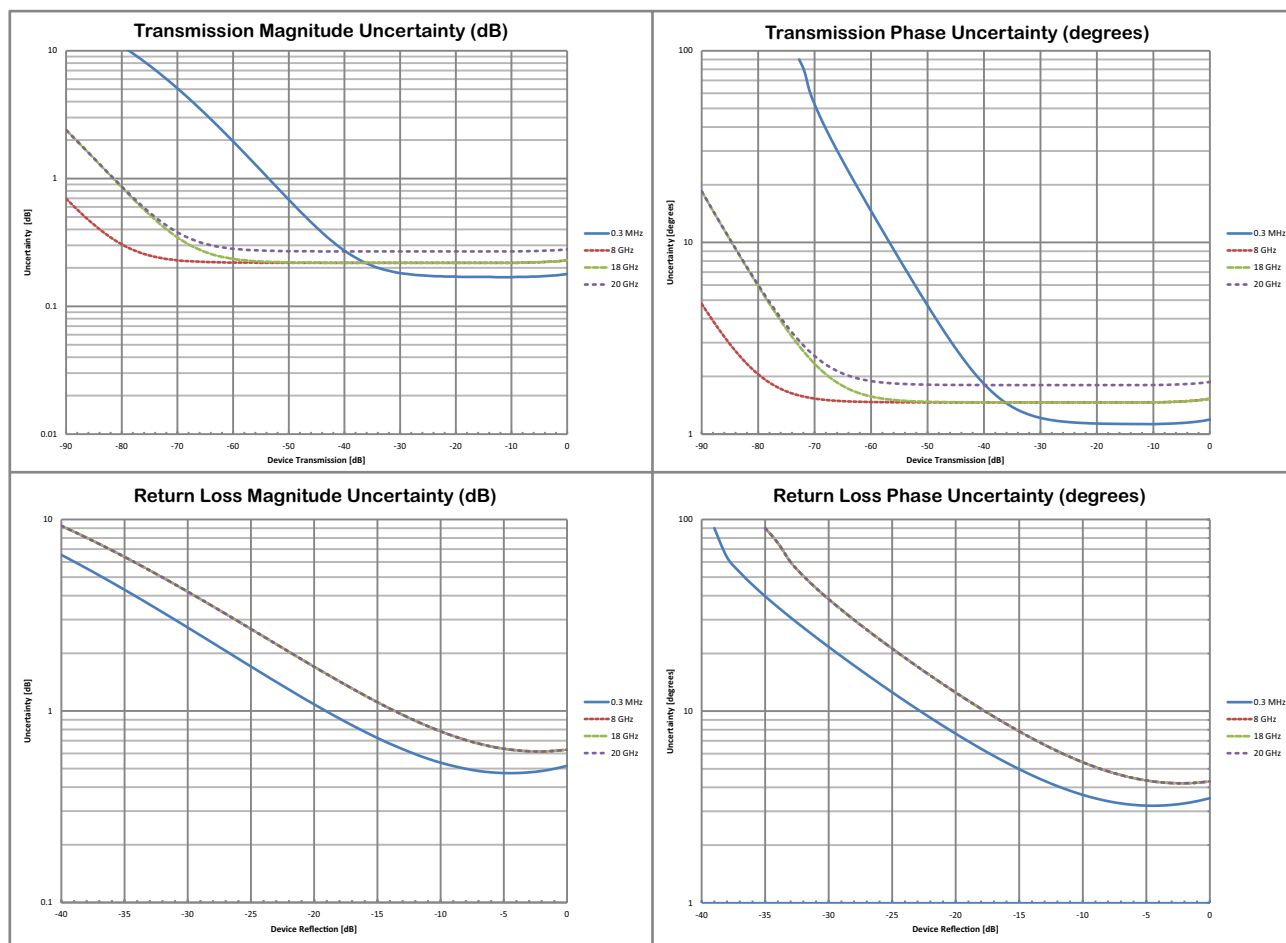 Transmission Magnitude Uncertainty (dB)
10
1
0.1
0.01
Uncertainty [dB]
-90 -80 -70 -60 -50 -40 -30 -20 -10 0
Device Transmission [dB]
0.3 MHz
8 GHz
18 GHz
20 GHz
Transmission Phase Uncertainty (degrees)
100
10
1
Uncertainty [degrees]
-90 -80 -70 -60 -50 -40 -30 -20 -10 0
Device Transmission [dB]
0.3 MHz
8 GHz
18 GHz
20 GHz
Return Loss Magnitude Uncertainty (dB)
10
1
0.1
Uncertainty [dB]
-40 -35 -30 -25 -20 -15 -10 -5 0
Device Reflection [dB]
0.3 MHz
8 GHz
18 GHz
20 GHz
Return Loss Phase Uncertainty (degrees)
100
10
1
Uncertainty [degrees]
-40 -35 -30 -25 -20 -15 -10 -5 0
Device Reflection [dB]
0.3 MHz
8 GHz
18 GHz
20 GHz